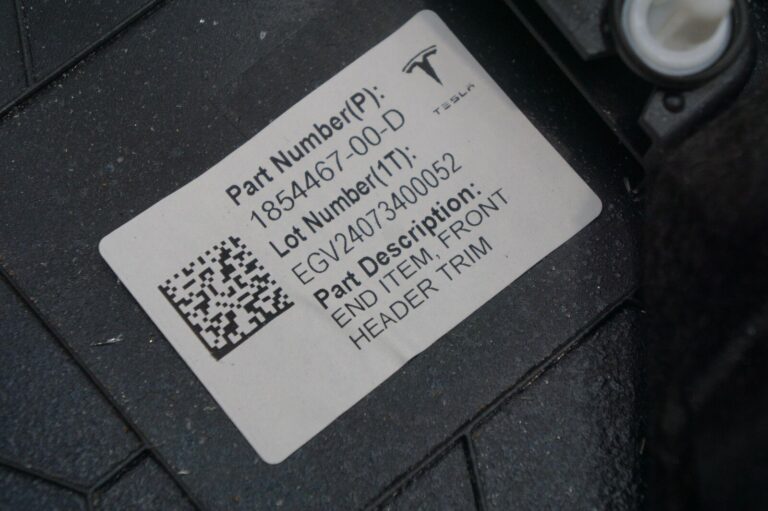 TESLA
Part Number(P):
1854467-00-D
Lot Number(1T):
EGV24073400052
Part Description:
END ITEM, FRONT
HEADER TRIM